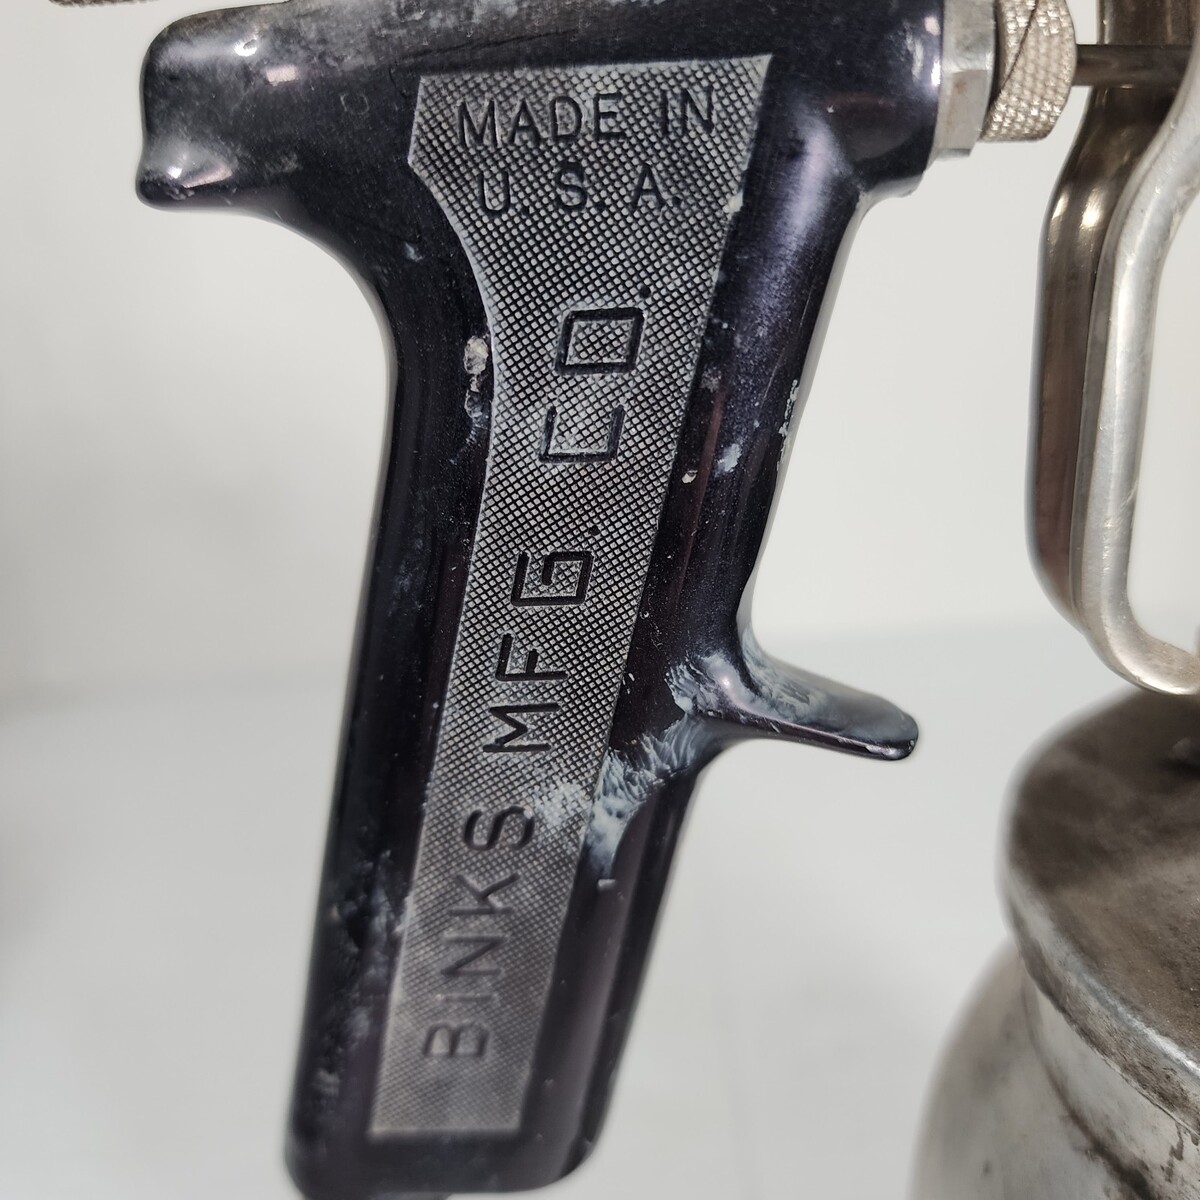 MADE IN
U. S. A.
BINKS MFG. CO.